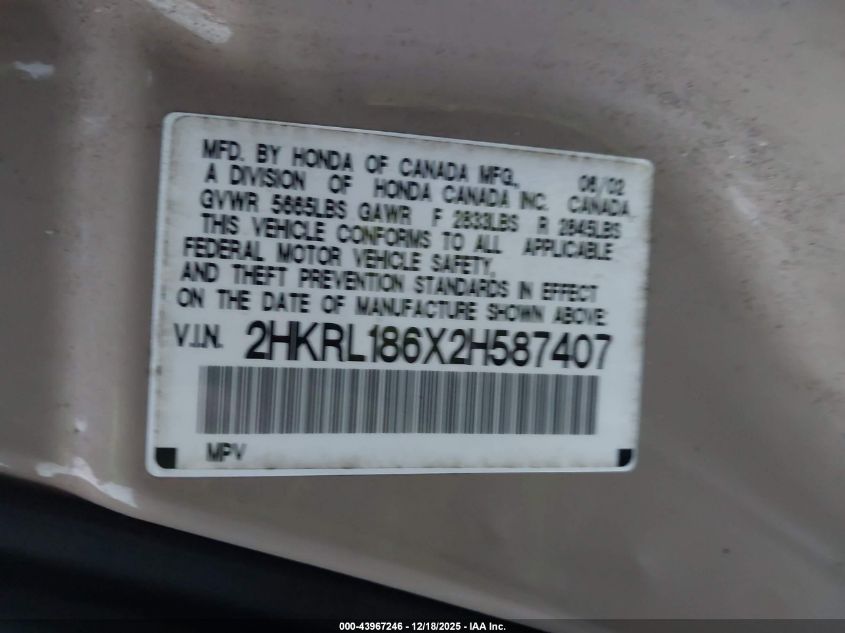 MFD. BY HONDA OF CANADA MFG., 06/02
A DIVISION OF HONDA CANADA INC. CANADA
GVWR 5665LBS GAWR F 2833LBS R 2845LBS
THIS VEHICLE CONFORMS TO ALL APPLICABLE
FEDERAL MOTOR VEHICLE SAFETY,
AND THEFT PREVENTION STANDARDS IN EFFECT
ON THE DATE OF MANUFACTURE SHOWN ABOVE:
V.I.N. 2HKRL186X2H587407
MPV
000-43967246 - 12/18/2025 - IAA Inc.